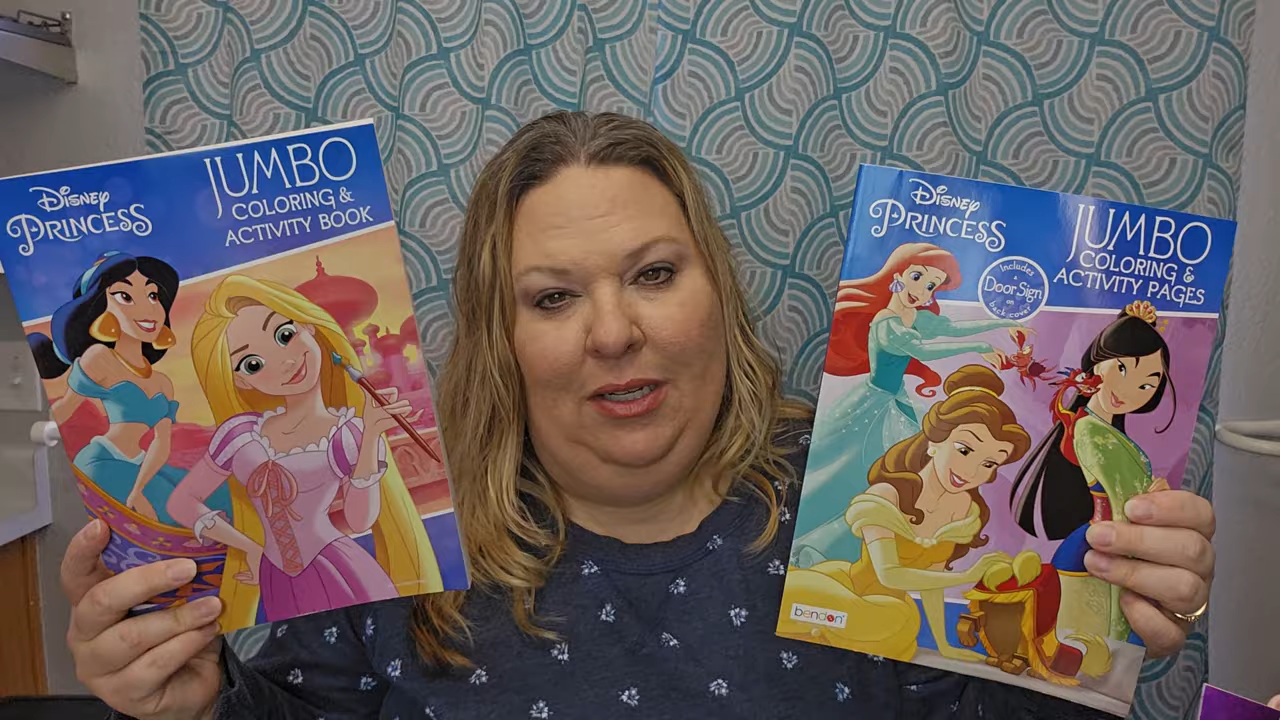 Disney
PRINCESS
JUMBO
COLORING &
ACTIVITY BOOK
Disney
PRINCESS
JUMBO
COLORING &
ACTIVITY PAGES
Includes
a
Door Sign
on
back cover
bendon